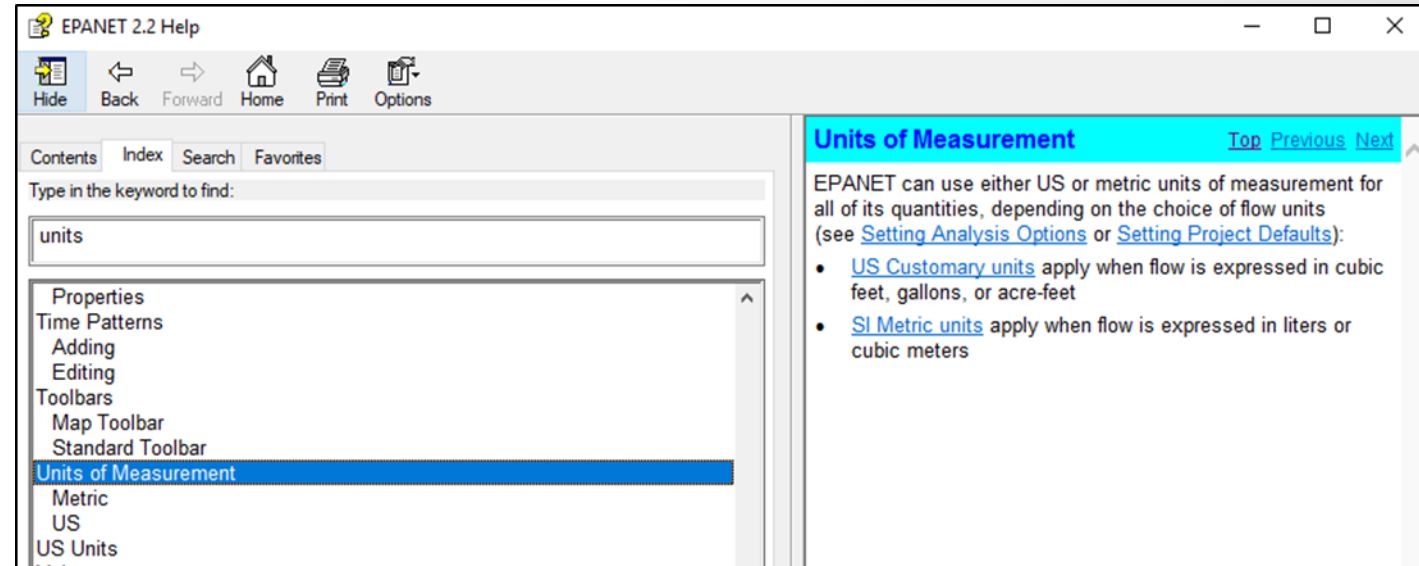 EPANET 2.2 Help
Hide Back Forward Home Print Options
Contents Index Search Favorites
Type in the keyword to find:
units
Properties
Time Patterns
Adding
Editing
Toolbars
Map Toolbar
Standard Toolbar
Units of Measurement
Metric
US
US Units
Units of Measurement Top Previous Next
EPANET can use either US or metric units of measurement for
all of its quantities, depending on the choice of flow units
(see Setting Analysis Options or Setting Project Defaults):
• US Customary units apply when flow is expressed in cubic
feet, gallons, or acre-feet
• SI Metric units apply when flow is expressed in liters or
cubic meters